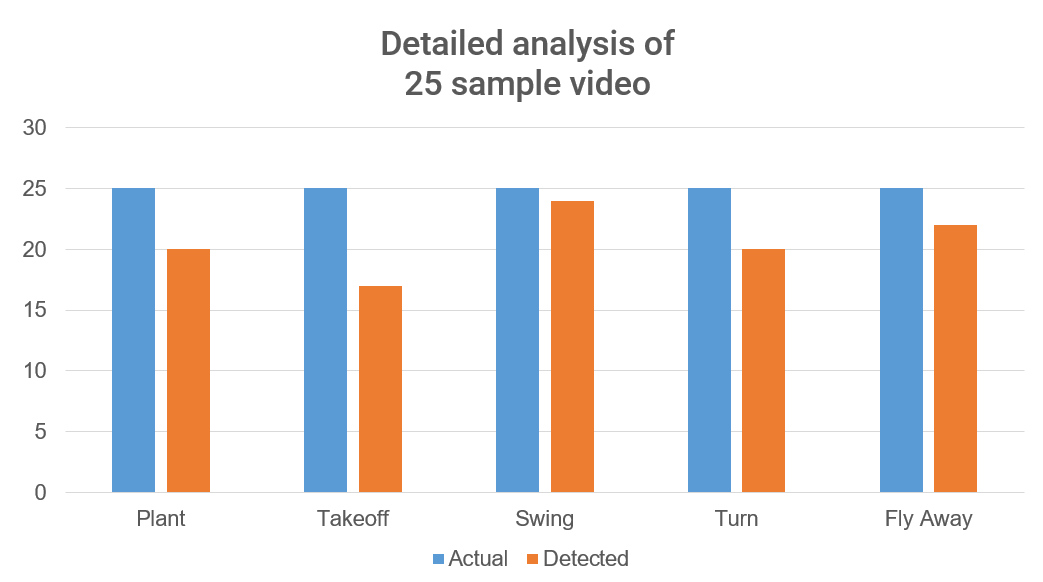 Detailed analysis of
25 sample video
30
25
20
15
10
5
0
Plant Takeoff Swing Turn Fly Away
Actual Detected